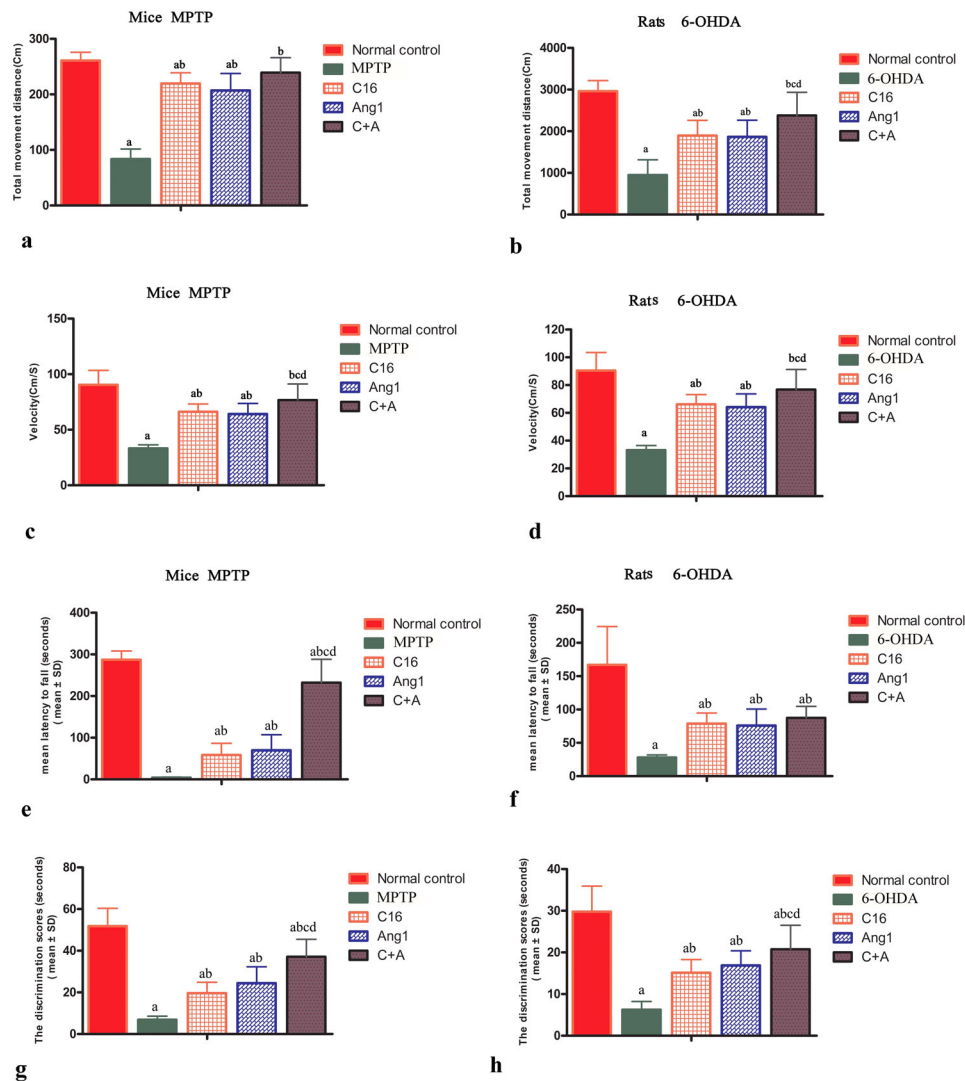 Mice MPTP
Total movement distance(Cm)
300
200
100
0
a
ab
ab
b
Normal control
MPTP
C16
Ang1
C+A
a
Rats 6-OHDA
Total movement distance(Cm)
4000
3000
2000
1000
0
a
ab
ab
bcd
Normal control
6-OHDA
C16
Ang1
C+A
b
Mice MPTP
Velocity(Cm/S)
150
100
50
0
a
ab
ab
bcd
Normal control
MPTP
C16
Ang1
C+A
c
Rats 6-OHDA
Velocity(Cm/S)
120
100
80
60
40
20
0
a
ab
ab
bcd
Normal control
6-OHDA
C16
Ang1
C+A
d
Mice MPTP
mean latency to fall (seconds)
( mean ± SD)
400
300
200
100
0
a
ab
ab
abcd
Normal control
MPTP
C16
Ang1
C+A
e
Rats 6-OHDA
mean latency to fall (seconds)
( mean ± SD)
250
200
150
100
50
0
a
ab
ab
ab
Normal control
6-OHDA
C16
Ang1
C+A
f
The discrimination scores (seconds)
( mean ± SD)
80
60
40
20
0
a
ab
ab
abcd
Normal control
MPTP
C16
Ang1
C+A
g
The discrimination scores (seconds)
( mean ± SD)
40
30
20
10
0
a
ab
ab
abcd
Normal control
6-OHDA
C16
Ang1
C+A
h